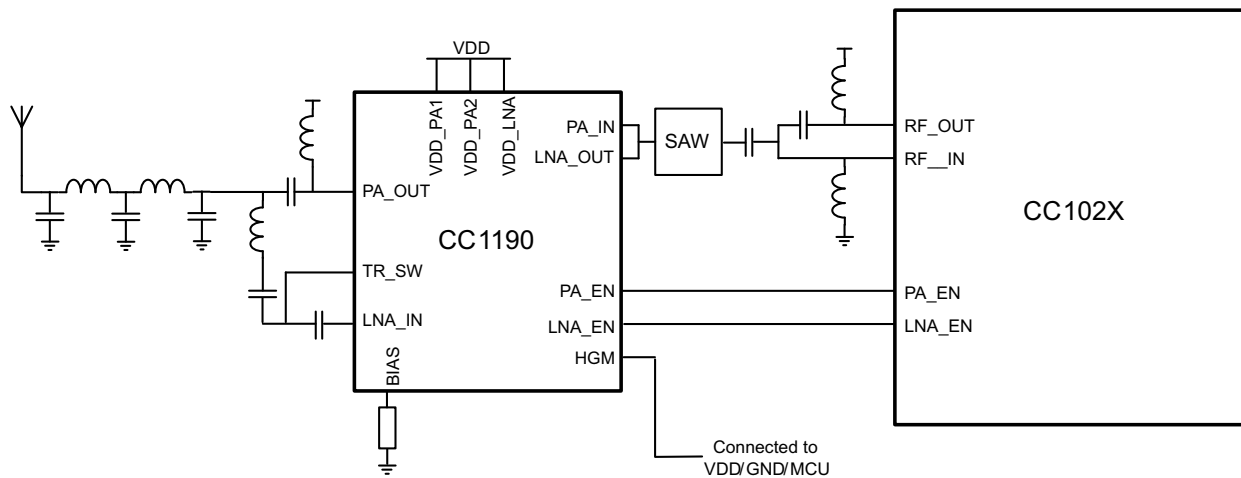 VDD
VDD_PA1
VDD_PA2
VDD_LNA
PA_IN
LNA_OUT
SAW
RF_OUT
RF__IN
PA_OUT
CC1190
CC102X
TR_SW
PA_EN
PA_EN
LNA_IN
LNA_EN
LNA_EN
BIAS
HGM
Connected to
VDD/GND/MCU